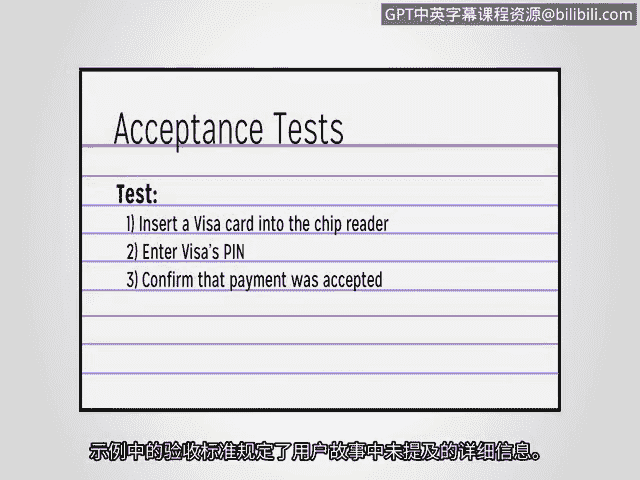 GPT中英字幕课程资源@bilibili.com
Acceptance Tests
Test:
1) Insert a Visa card into the chip reader
2) Enter Visa's PIN
3) Confirm that payment was accepted
示例中的验收标准规定了用户故事中未提及的详细信息。